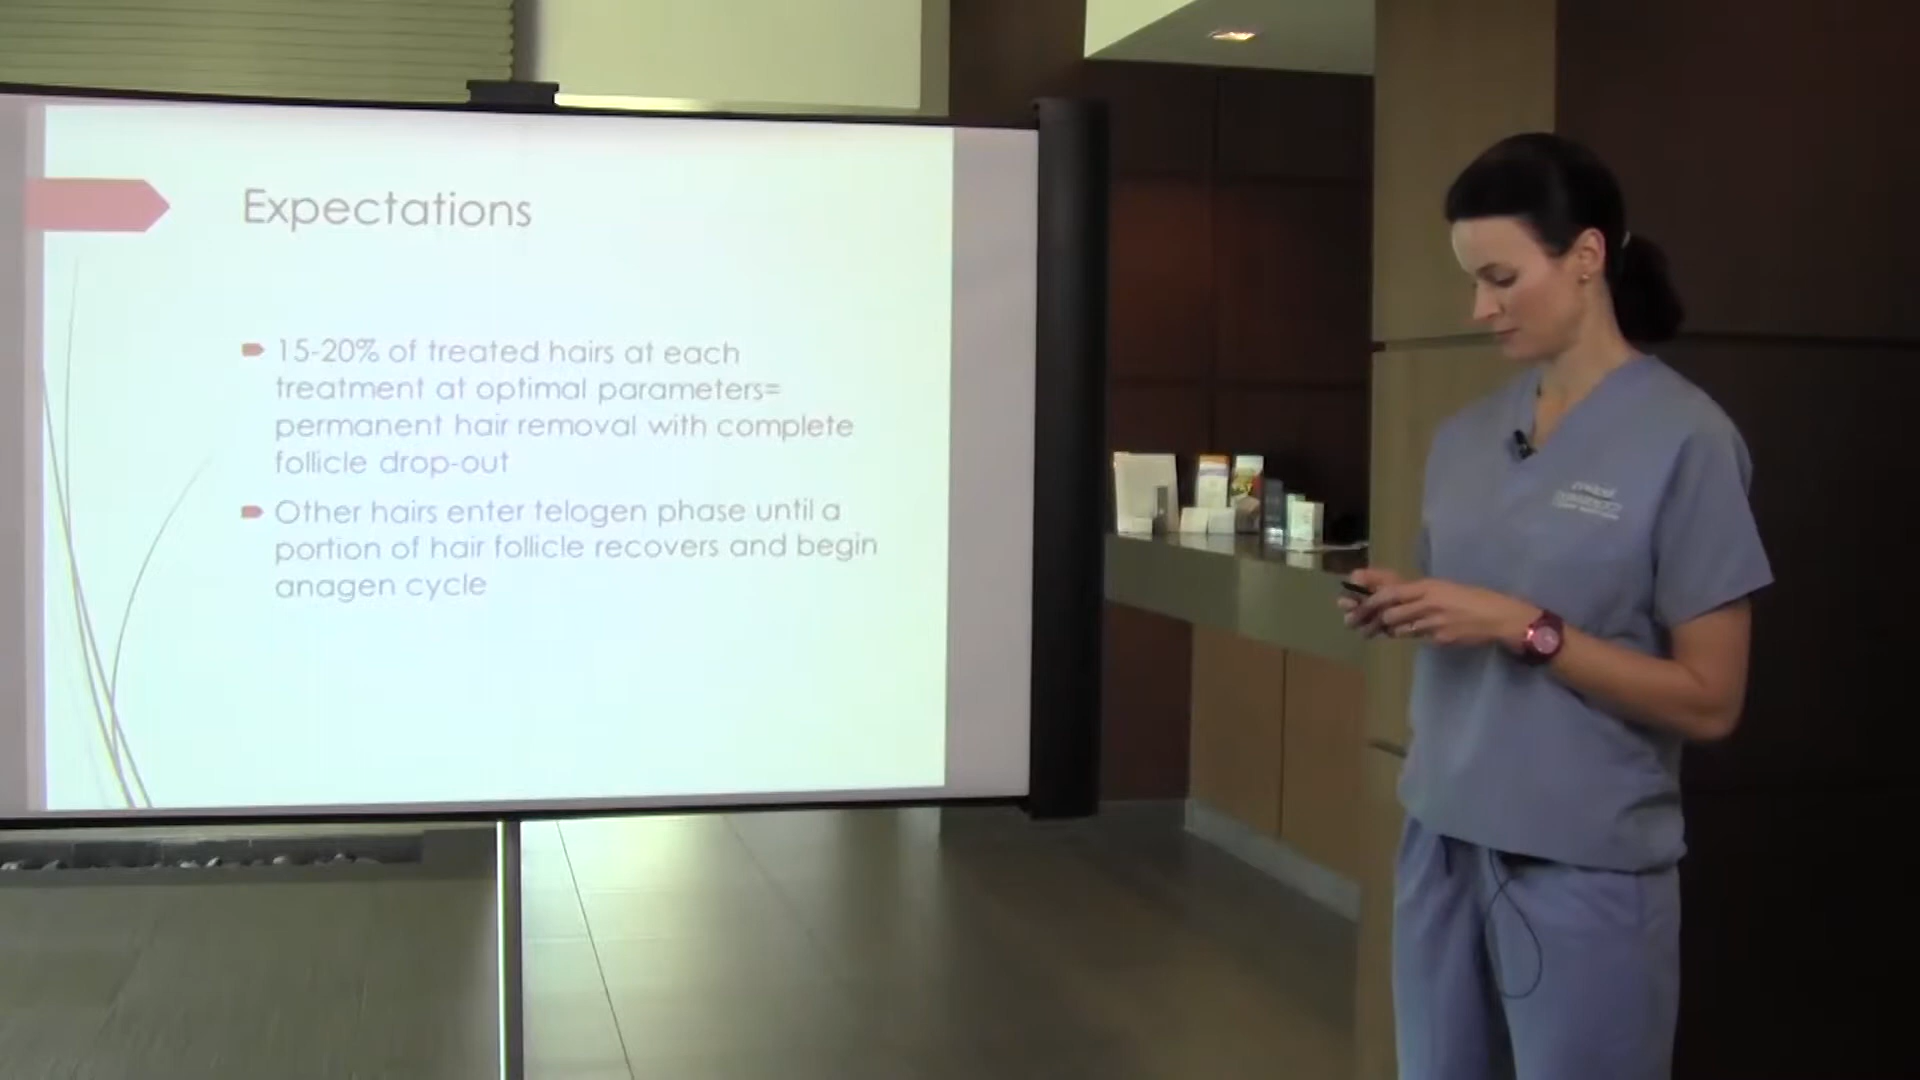 Expectations
15-20% of treated hairs at each
treatment at optimal parameters=
permanent hair removal with complete
follicle drop-out
Other hairs enter telogen phase until a
portion of hair follicle recovers and begin
anagen cycle